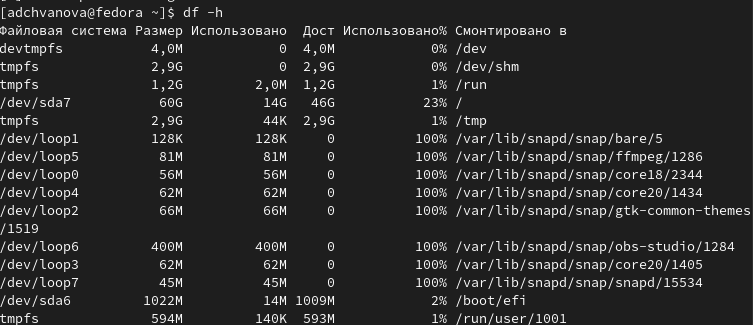 [adchvanova@fedora ~]$ df -h
Файловая система Размер Использовано  Дост Использовано% Смонтировано в
devtmpfs           4,0M            0  4,0M            0% /dev
tmpfs              2,9G            0  2,9G            0% /dev/shm
tmpfs              1,2G         2,0M  1,2G            1% /run
/dev/sda7           60G          14G   46G           23% /
tmpfs              2,9G          44K  2,9G            1% /tmp
/dev/loop1         128K         128K     0          100% /var/lib/snapd/snap/bare/5
/dev/loop5          81M          81M     0          100% /var/lib/snapd/snap/ffmpeg/1286
/dev/loop0          56M          56M     0          100% /var/lib/snapd/snap/core18/2344
/dev/loop4          62M          62M     0          100% /var/lib/snapd/snap/core20/1434
/dev/loop2          66M          66M     0          100% /var/lib/snapd/snap/gtk-common-themes
/1519
/dev/loop6         400M         400M     0          100% /var/lib/snapd/snap/obs-studio/1284
/dev/loop3          62M          62M     0          100% /var/lib/snapd/snap/core20/1405
/dev/loop7          45M          45M     0          100% /var/lib/snapd/snap/snapd/15534
/dev/sda6         1022M          14M 1009M            2% /boot/efi
tmpfs              594M         140K  593M            1% /run/user/1001